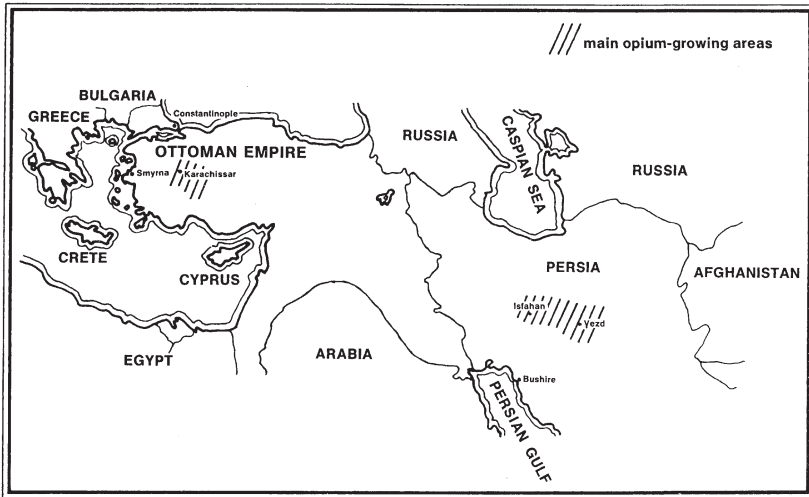 main opium-growing areas
BULGARIA
GREECE
Constantinople
RUSSIA
CASPIAN SEA
OTTOMAN EMPIRE
Smyrna
Karachissar
RUSSIA
CRETE
CYPRUS
PERSIA
AFGHANISTAN
Isfahan
Yezd
EGYPT
ARABIA
Bushire
PERSIAN GULF